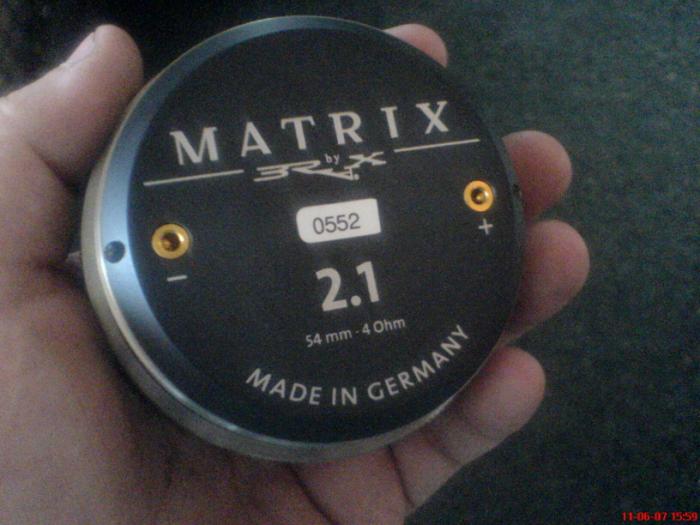 MATRIX
by
BRAX
0552
− +
2.1
54 mm - 4 Ohm
MADE IN GERMANY
11-06-07 15:59